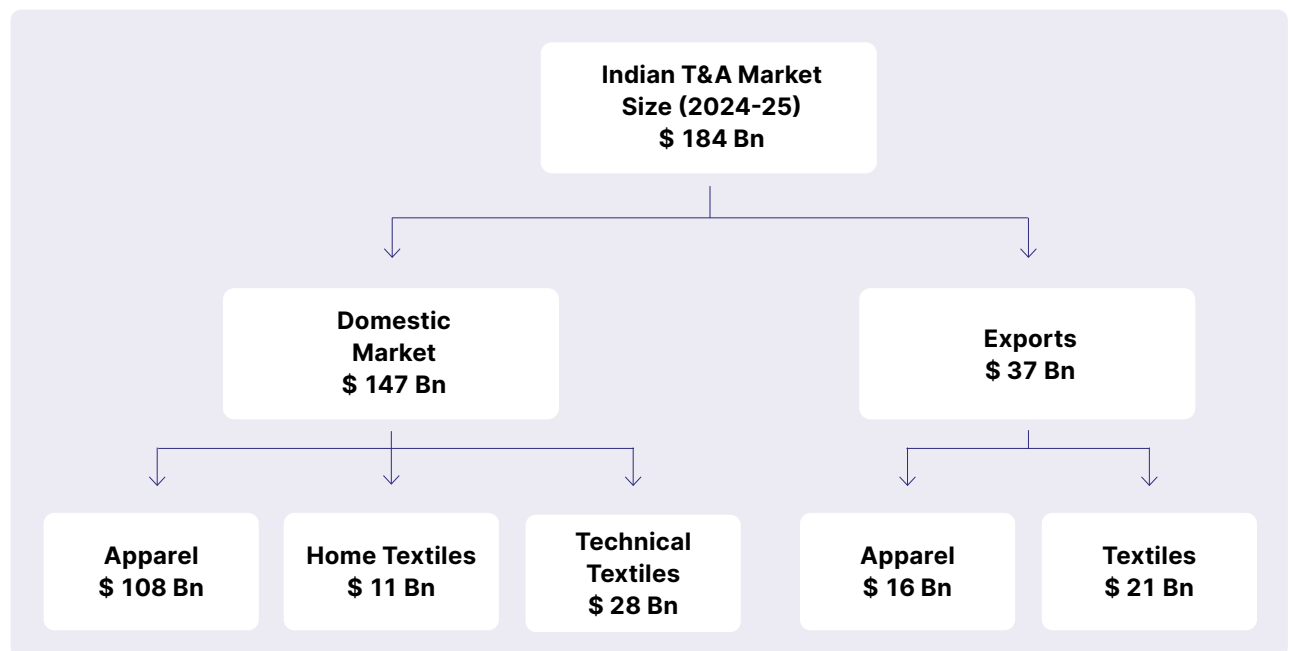 Indian T&A Market
Size (2024-25)
$ 184 Bn
Domestic
Market
$ 147 Bn
Exports
$ 37 Bn
Apparel
$ 108 Bn
Home Textiles
$ 11 Bn
Technical
Textiles
$ 28 Bn
Apparel
$ 16 Bn
Textiles
$ 21 Bn